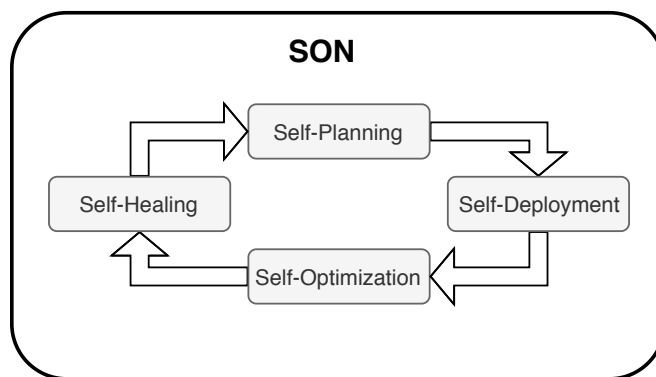 SON
Self-Planning
Self-Healing
Self-Deployment
Self-Optimization